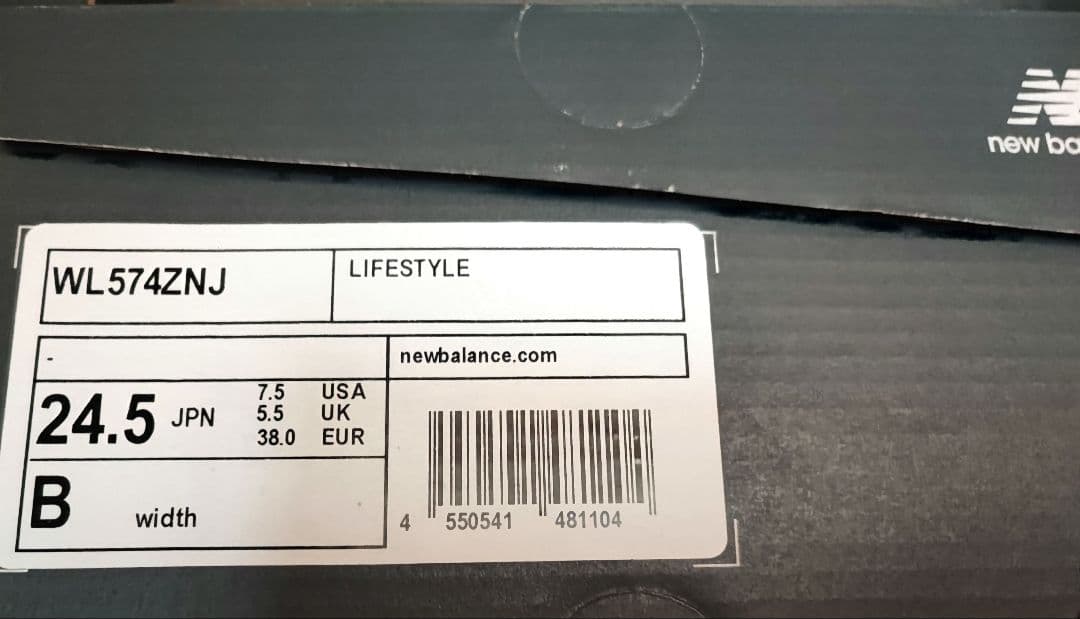 new ba
WL574ZNJ
LIFESTYLE
-
newbalance.com
24.5 JPN
7.5 USA
5.5 UK
38.0 EUR
B width
4 550541 481104